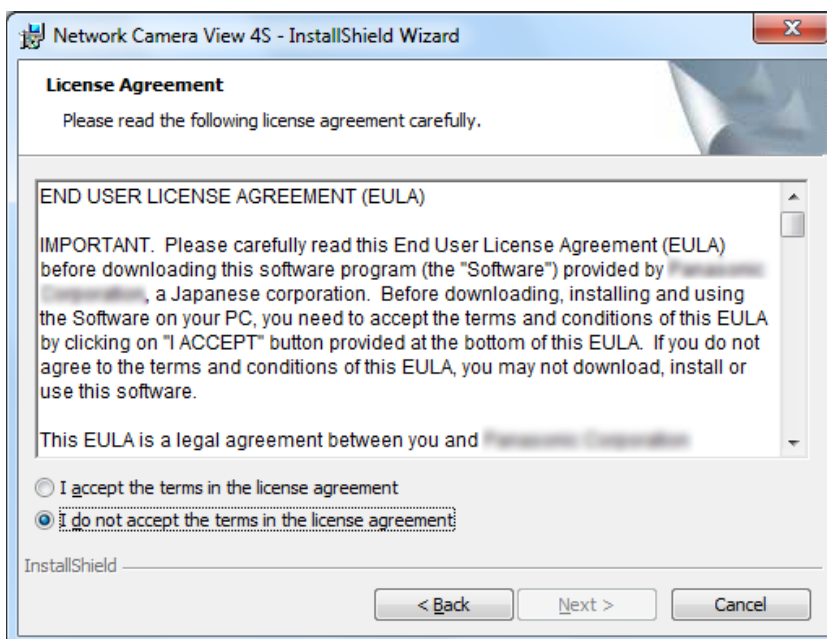 Network Camera View 4S - InstallShield Wizard
License Agreement
Please read the following license agreement carefully.
END USER LICENSE AGREEMENT (EULA)
IMPORTANT.  Please carefully read this End User License Agreement (EULA)
before downloading this software program (the "Software") provided by
, a Japanese corporation.  Before downloading, installing and using
the Software on your PC, you need to accept the terms and conditions of this EULA
by clicking on "I ACCEPT" button provided at the bottom of this EULA.  If you do not
agree to the terms and conditions of this EULA, you may not download, install or
use this software.
This EULA is a legal agreement between you and
I accept the terms in the license agreement
I do not accept the terms in the license agreement
InstallShield
< Back
Next >
Cancel